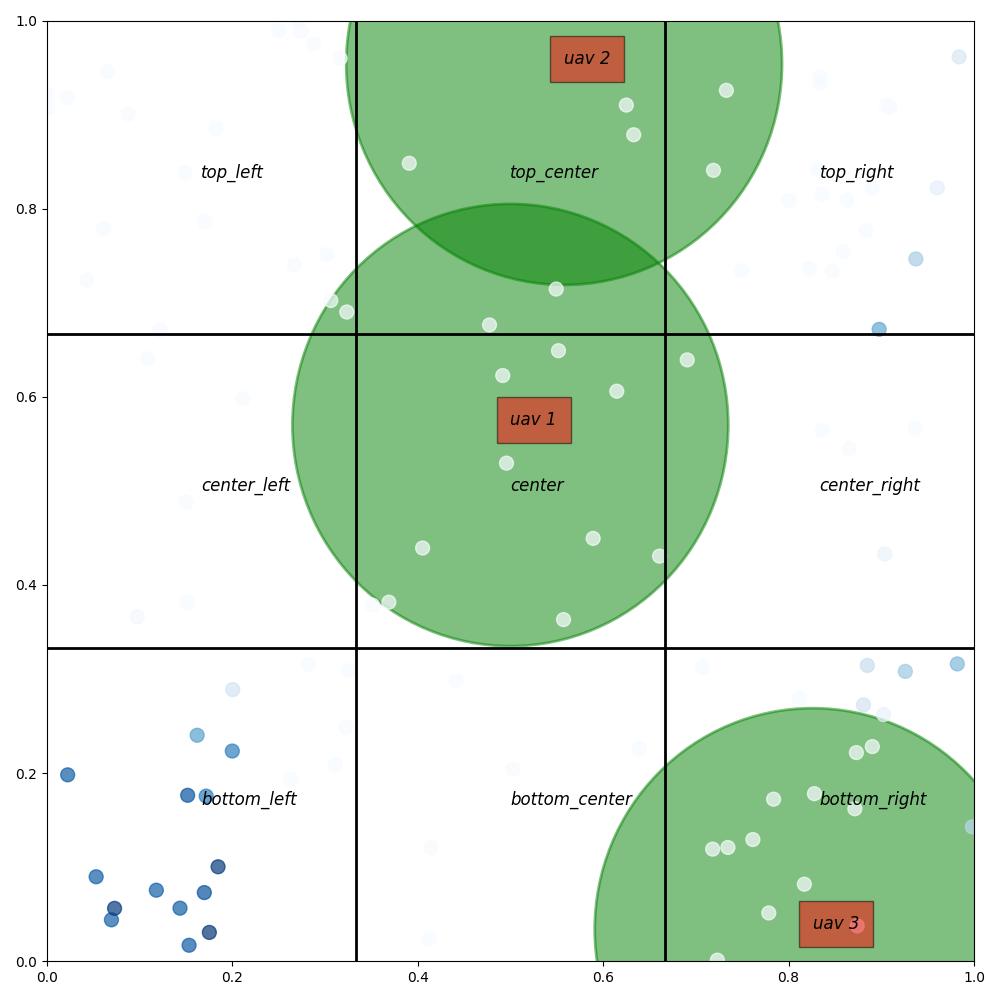 1.0
uav 2
top_left
top_center
top_right
0.8
0.6
uav 1
center_left
center
center_right
0.4
0.2
bottom_left
bottom_center
bottom_right
uav 3
0.0
0.0
0.2
0.4
0.6
0.8
1.0